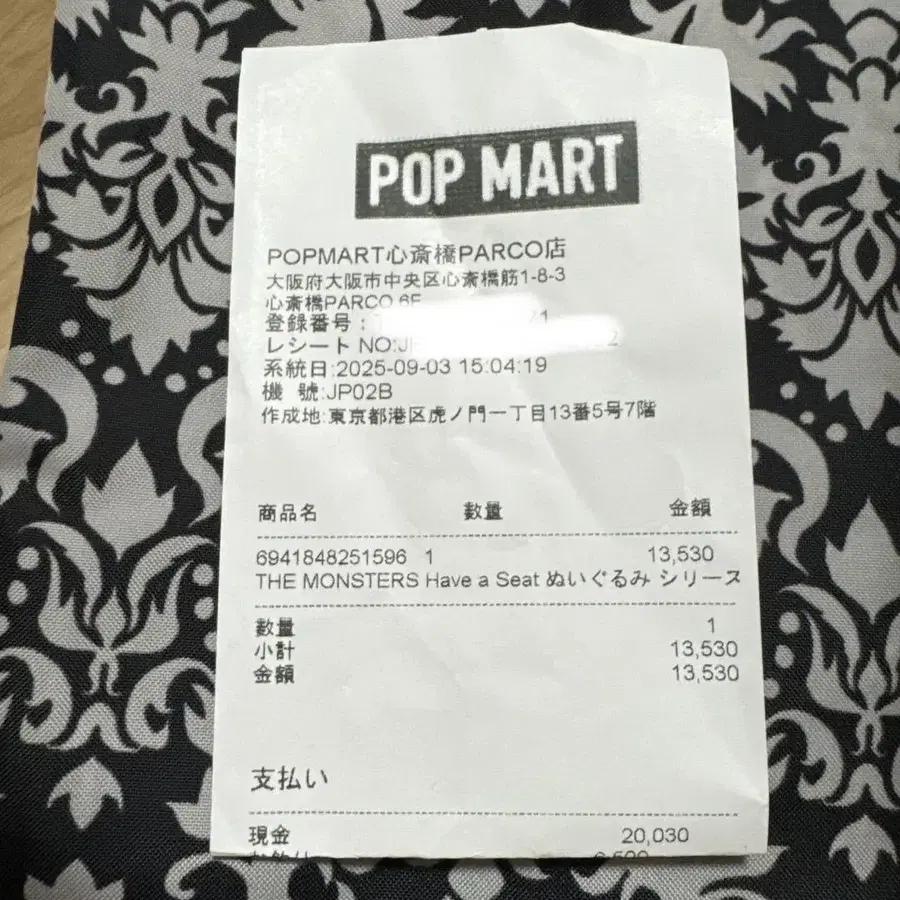 POP MART
POPMART心斎橋PARCO店
大阪府大阪市中央区心斎橋筋1-8-3
心斎橋PARCO 6F
登録番号:
レシート NO:
系統日:2025-09-03 15:04:19
機 號:JP02B
作成地:東京都港区虎ノ門一丁目13番5号7階
商品名 数量 金額
6941848251596 1 13,530
THE MONSTERS Have a Seat ぬいぐるみ シリーズ
数量 1
小計 13,530
金額 13,530
支払い
現金 20,030